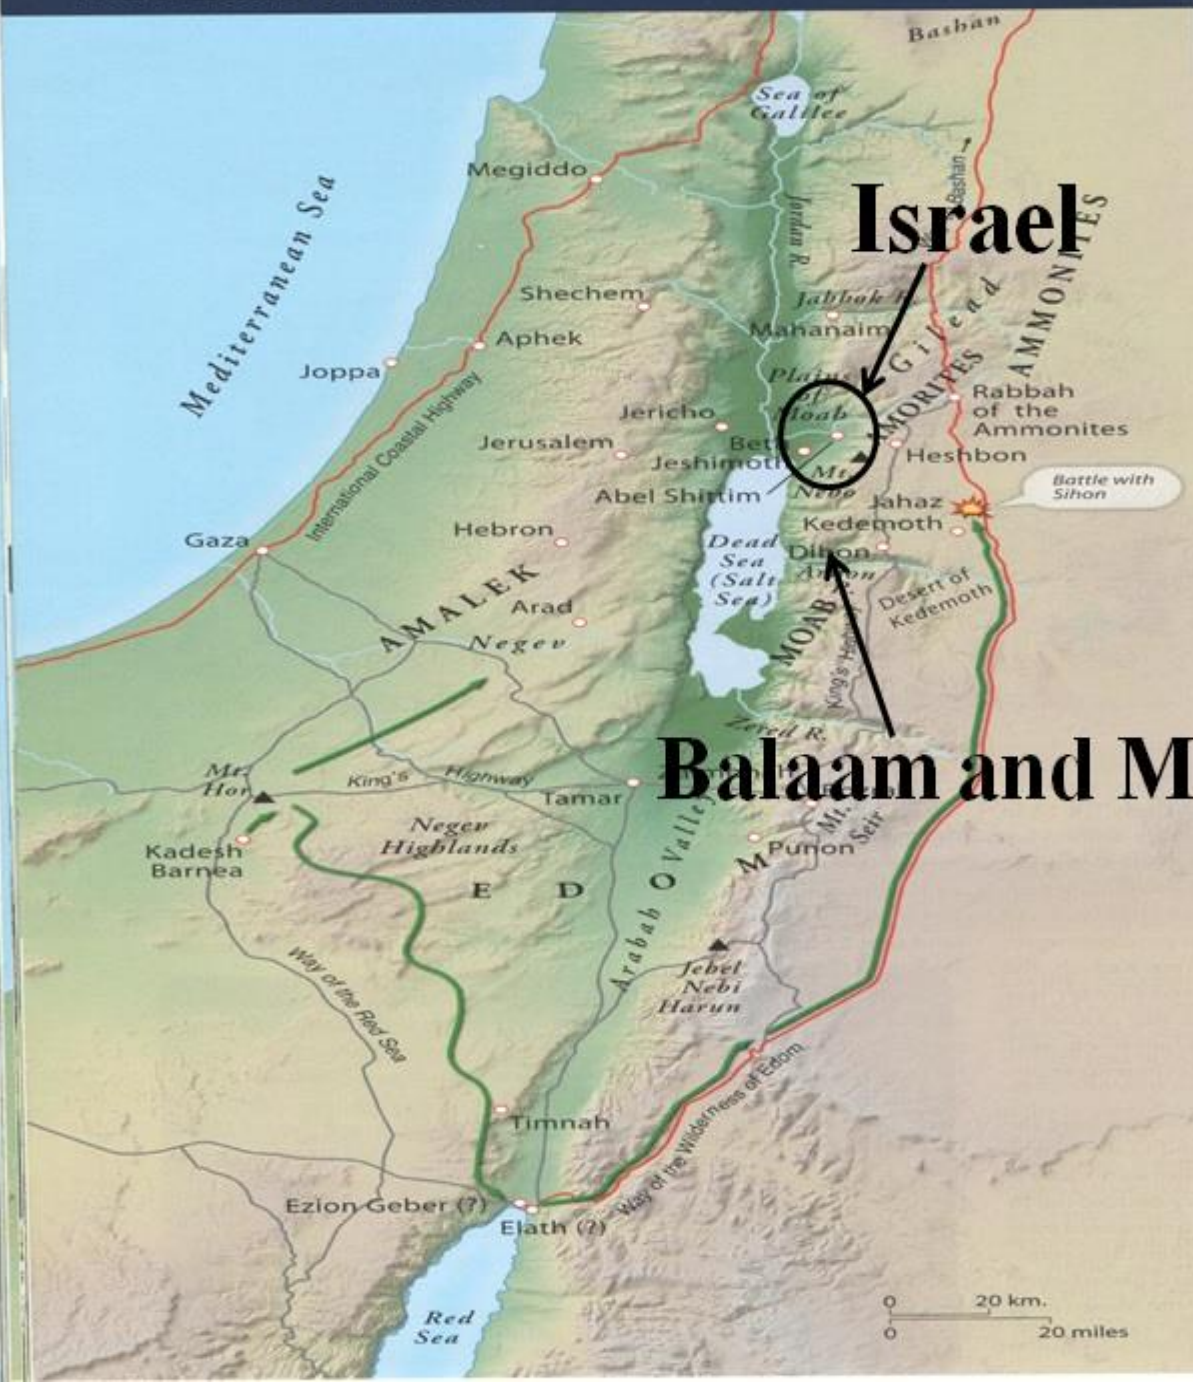 Bashan
Sea of
Galilee
Megiddo
Bashan
Mediterranean Sea
Jordan R.
Israel
AMMONITES
Shechem
Jabbok R.
Mahanaim
Gilead
Aphek
Joppa
International Coastal Highway
Plains
of
Moab
AMORITES
Rabbah
of the
Ammonites
Jericho
Jerusalem
Beth
Jeshimoth
Heshbon
Mt.
Nebo
Abel Shittim
Jahaz
Battle with
Sihon
Kedemoth
Gaza
Hebron
Dead
Sea
(Salt
Sea)
Dibon
Arnon
Desert of
Kedemoth
AMALEK
Arad
Negev
MOAB
King's
Zered R.
Balaam and M
Mt.
Hor
King's Highway
Tamar
Mt.
Seir
Negev
Highlands
Kadesh
Barnea
Punon
E D O M
Arabah Valley
Jebel
Nebi
Harun
Way of the Red Sea
Way of the Wilderness of Edom
Timnah
Ezion Geber (?)
Elath (?)
Red
Sea
0 20 km.
0 20 miles